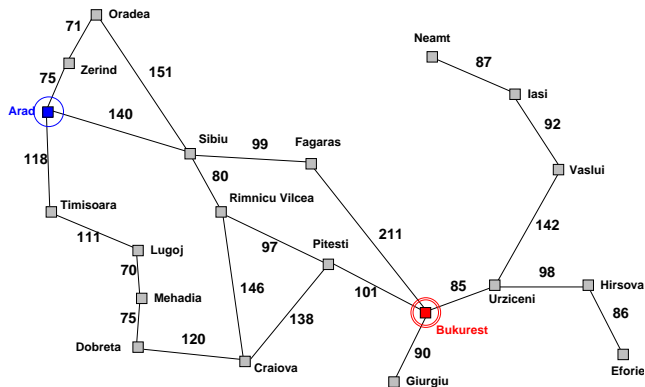 Oradea
71
Neamt
87
Zerind
151
75
Iasi
Arad
140
92
Sibiu
99
Fagaras
118
80
Vaslui
Timisoara
Rimnicu Vilcea
111
97
Pitesti
211
142
Lugoj
70
146
101
85
98
Hirsova
Mehadia
Urziceni
75
138
86
Bukurest
120
Dobreta
90
Craiova
Eforie
Giurgiu